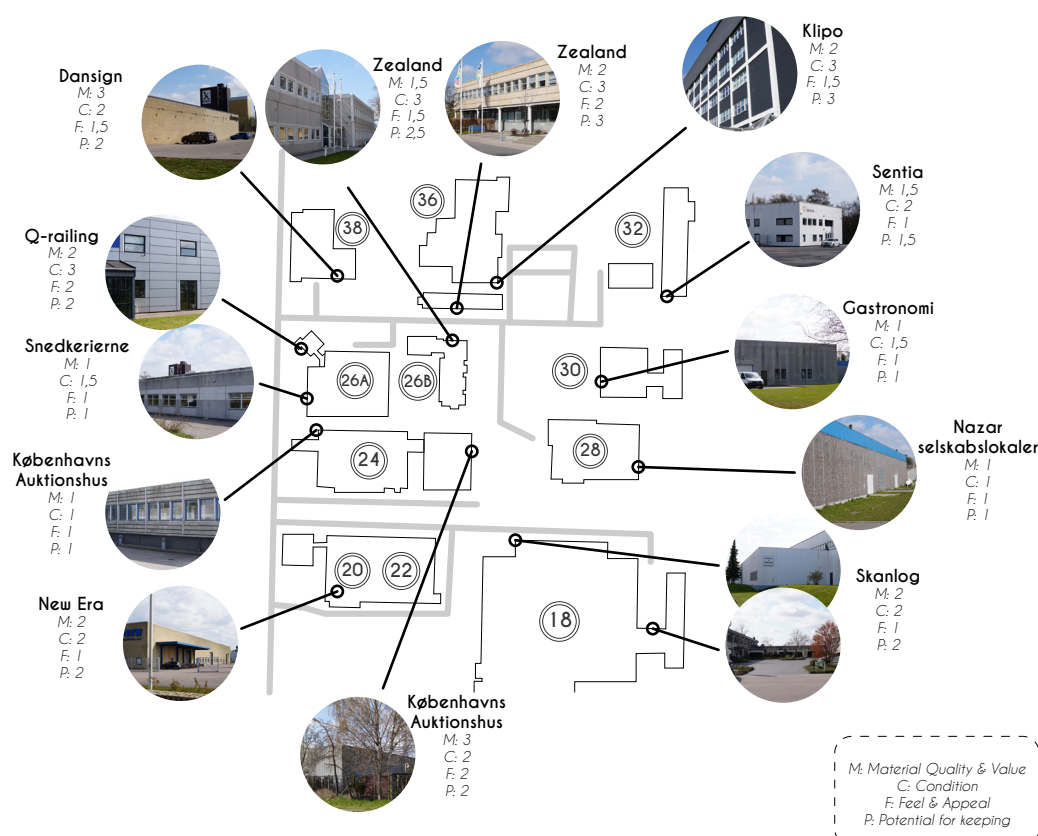 Dansign
M: 3
C: 2
F: 1,5
P: 2
Zealand
M: 1,5
C: 3
F: 1,5
P: 2,5
Zealand
M: 2
C: 3
F: 2
P: 3
Klipo
M: 2
C: 3
F: 1,5
P: 3
Sentia
M: 1,5
C: 2
F: 1
P: 1,5
Q-railing
M: 2
C: 3
F: 2
P: 2
Snedkerierne
M: 1
C: 1,5
F: 1
P: 1
Gastronomi
M: 1
C: 1,5
F: 1
P: 1
Københavns
Auktionshus
M: 1
C: 1
F: 1
P: 1
Nazar
selskabslokaler
M: 1
C: 1
F: 1
P: 1
New Era
M: 2
C: 2
F: 1
P: 2
Skanlog
M: 2
C: 2
F: 1
P: 2
Københavns
Auktionshus
M: 3
C: 2
F: 2
P: 2
38
36
32
26A
26B
30
24
28
20
22
18
M: Material Quality & Value
C: Condition
F: Feel & Appeal
P: Potential for keeping